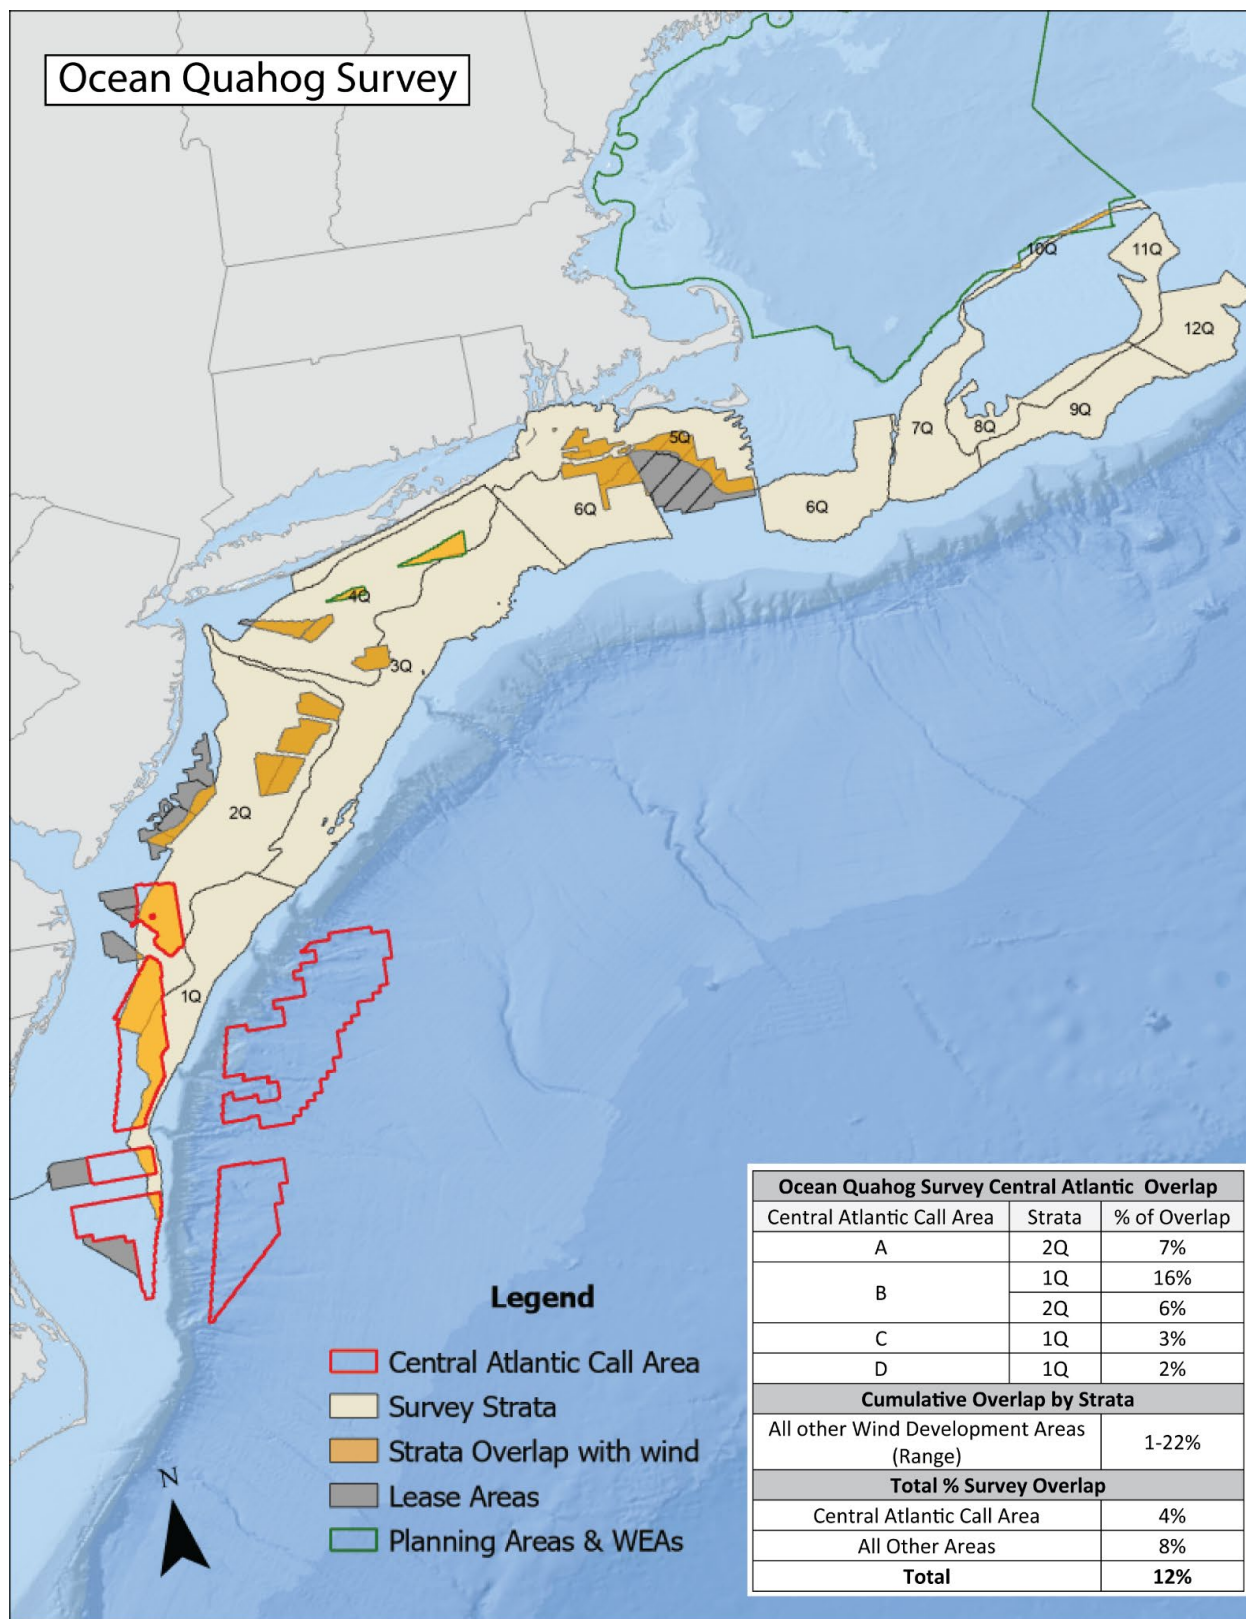 Ocean Quahog Survey
10Q
11Q
12Q
9Q
8Q
7Q
5Q
6Q
6Q
4Q
3Q
2Q
1Q
Ocean Quahog Survey Central Atlantic Overlap
Central Atlantic Call Area Strata % of Overlap
A 2Q 7%
B 1Q 16%
2Q 6%
C 1Q 3%
D 1Q 2%
Cumulative Overlap by Strata
All other Wind Development Areas
(Range) 1-22%
Total % Survey Overlap
Central Atlantic Call Area 4%
All Other Areas 8%
Total 12%
Legend
Central Atlantic Call Area
Survey Strata
Strata Overlap with wind
Lease Areas
Planning Areas & WEAs
N